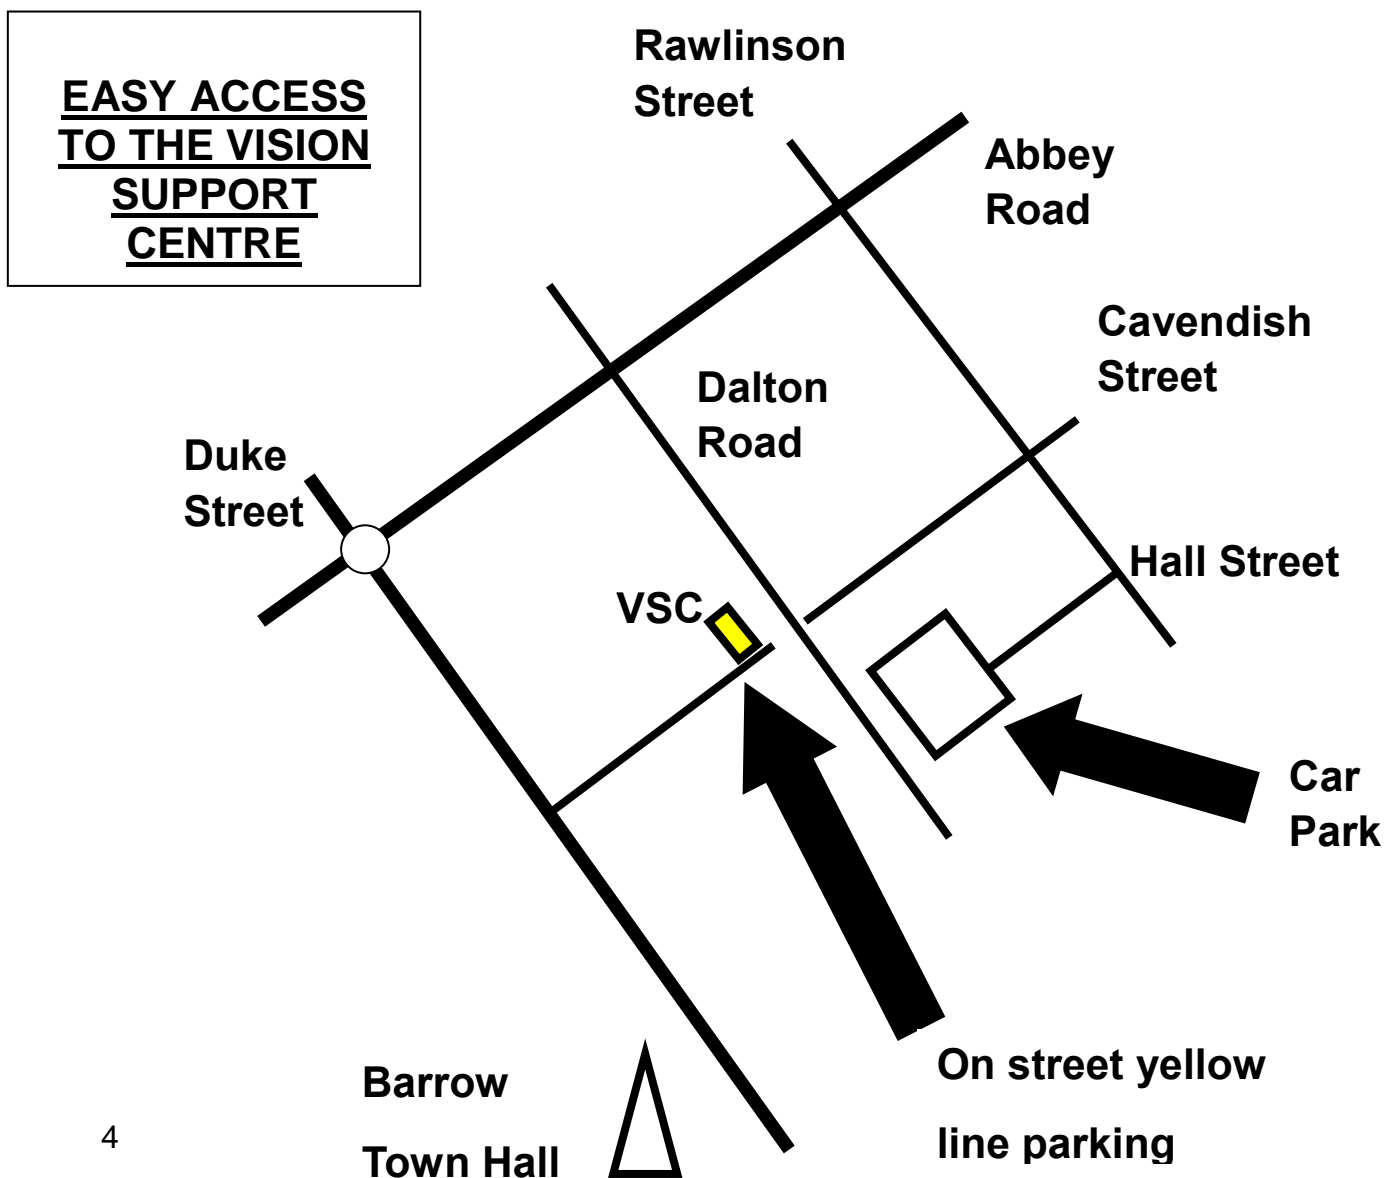 EASY ACCESS
TO THE VISION
SUPPORT
CENTRE
Rawlinson
Street
Abbey
Road
Cavendish
Street
Dalton
Road
Duke
Street
Hall Street
VSC
Car
Park
On street yellow
line parking
Barrow
Town Hall
4